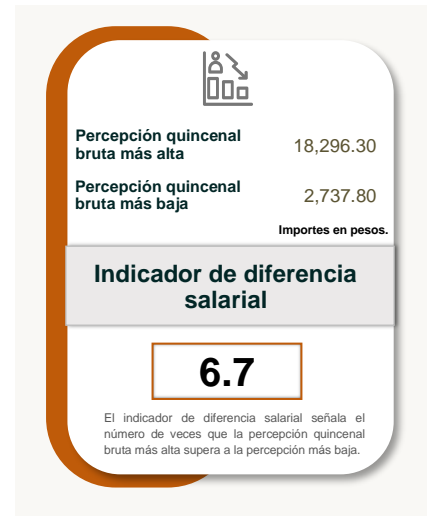 Percepción quincenal
bruta más alta
18,296.30
Percepción quincenal
bruta más baja
2,737.80
Importes en pesos.
Indicador de diferencia
salarial
6.7
El indicador de diferencia salarial señala el
número de veces que la percepción quincenal
bruta más alta supera a la percepción más baja.